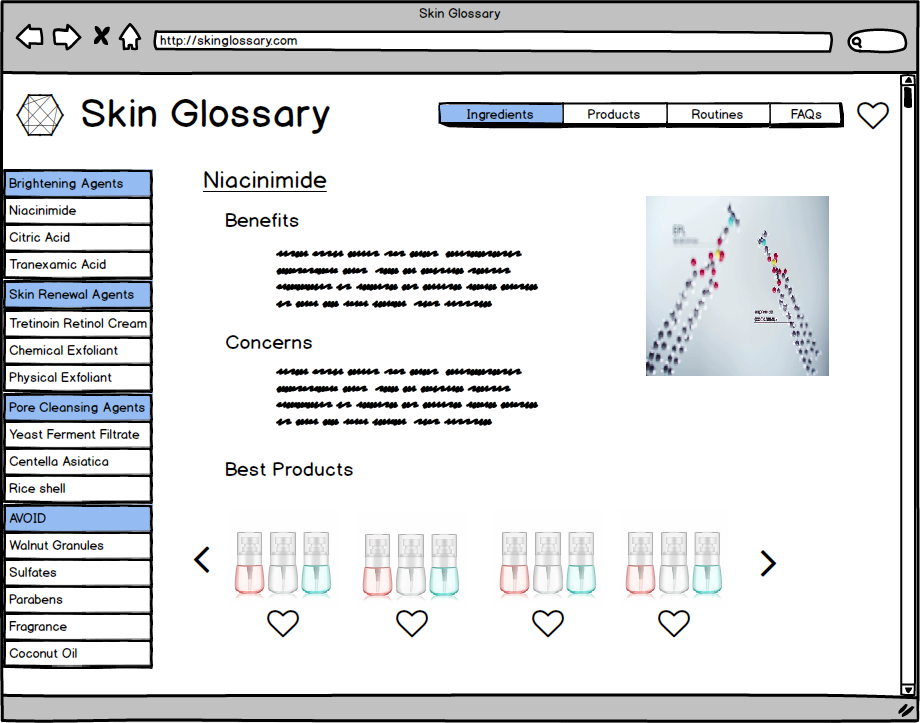 Skin Glossary
http://skinglossary.com
Skin Glossary
Ingredients
Products
Routines
FAQs
Brightening Agents
Niacinimide
Citric Acid
Tranexamic Acid
Skin Renewal Agents
Tretinoin Retinol Cream
Chemical Exfoliant
Physical Exfoliant
Pore Cleansing Agents
Yeast Ferment Filtrate
Centella Asiatica
Rice shell
AVOID
Walnut Granules
Sulfates
Parabens
Fragrance
Coconut Oil
Niacinimide
Benefits
Concerns
Best Products